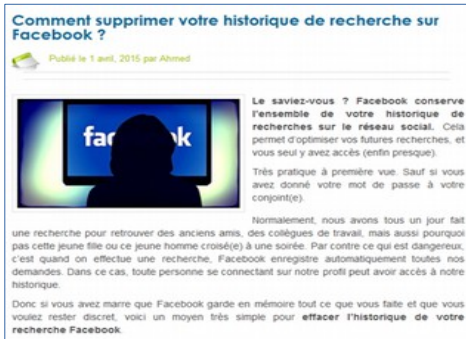 Comment supprimer votre historique de recherche sur
Facebook ?
Publié le 1 avril, 2015 par Ahmed
facebook
Le saviez-vous ? Facebook conserve
l'ensemble de votre historique de
recherches sur le réseau social. Cela
permet d'optimiser vos futures recherches, et
vous seul y avez accès (enfin presque).
Très pratique à première vue. Sauf si vous
avez donné votre mot de passe à votre
conjoint(e).
Normalement, nous avons tous un jour fait
une recherche pour retrouver des anciens amis, des collègues de travail, mais aussi pourquoi
pas cette jeune fille ou ce jeune homme croisé(e) à une soirée. Par contre ce qui est dangereux,
c'est quand on effectue une recherche, Facebook enregistre automatiquement toutes nos
demandes. Dans ce cas, toute personne se connectant sur notre profil peut avoir accès à notre
historique.
Donc si vous avez marre que Facebook garde en mémoire tout ce que vous faite et que vous
voulez rester discret, voici un moyen très simple pour effacer l'historique de votre
recherche Facebook.